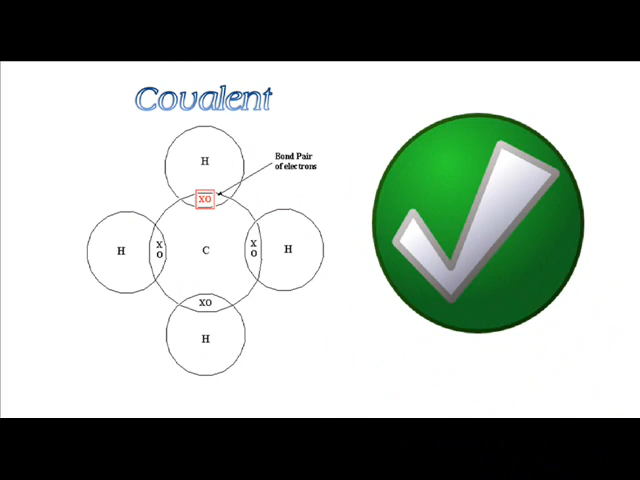 Covalent
H
Bond Pair
of electrons
XO
H
X
O
C
X
O
H
XO
H